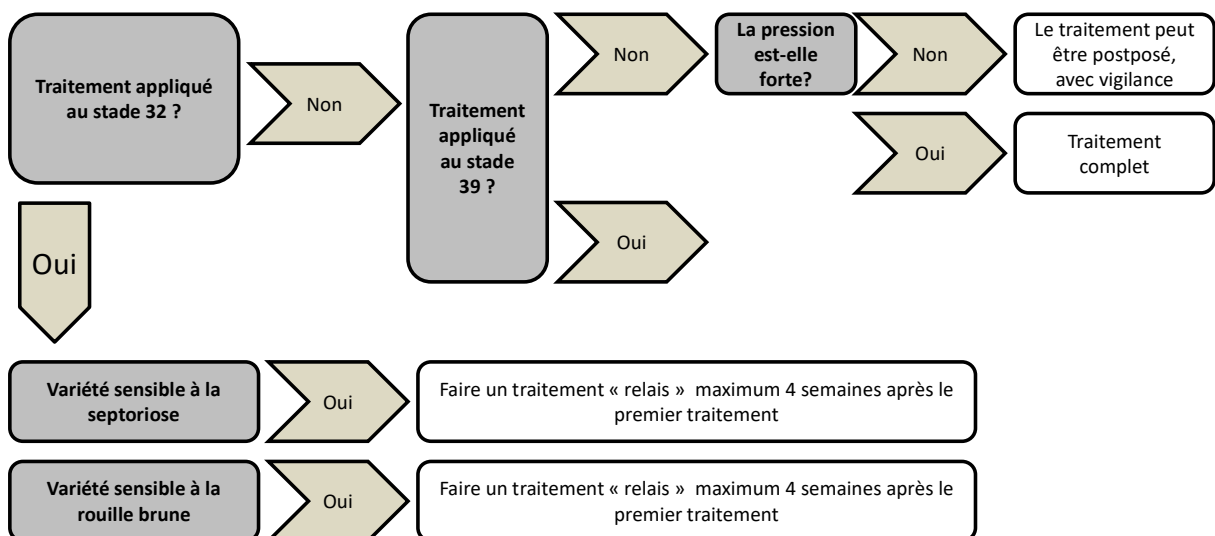 Traitement appliqué
au stade 32 ?
Non
Traitement
appliqué
au stade
39 ?
Non
La pression
est-elle
forte?
Non
Le traitement peut
être postposé,
avec vigilance
Oui
Traitement
complet
Oui
Oui
Variété sensible à la
septoriose
Oui
Faire un traitement « relais »  maximum 4 semaines après le
premier traitement
Variété sensible à la
rouille brune
Oui
Faire un traitement « relais »  maximum 4 semaines après le
premier traitement